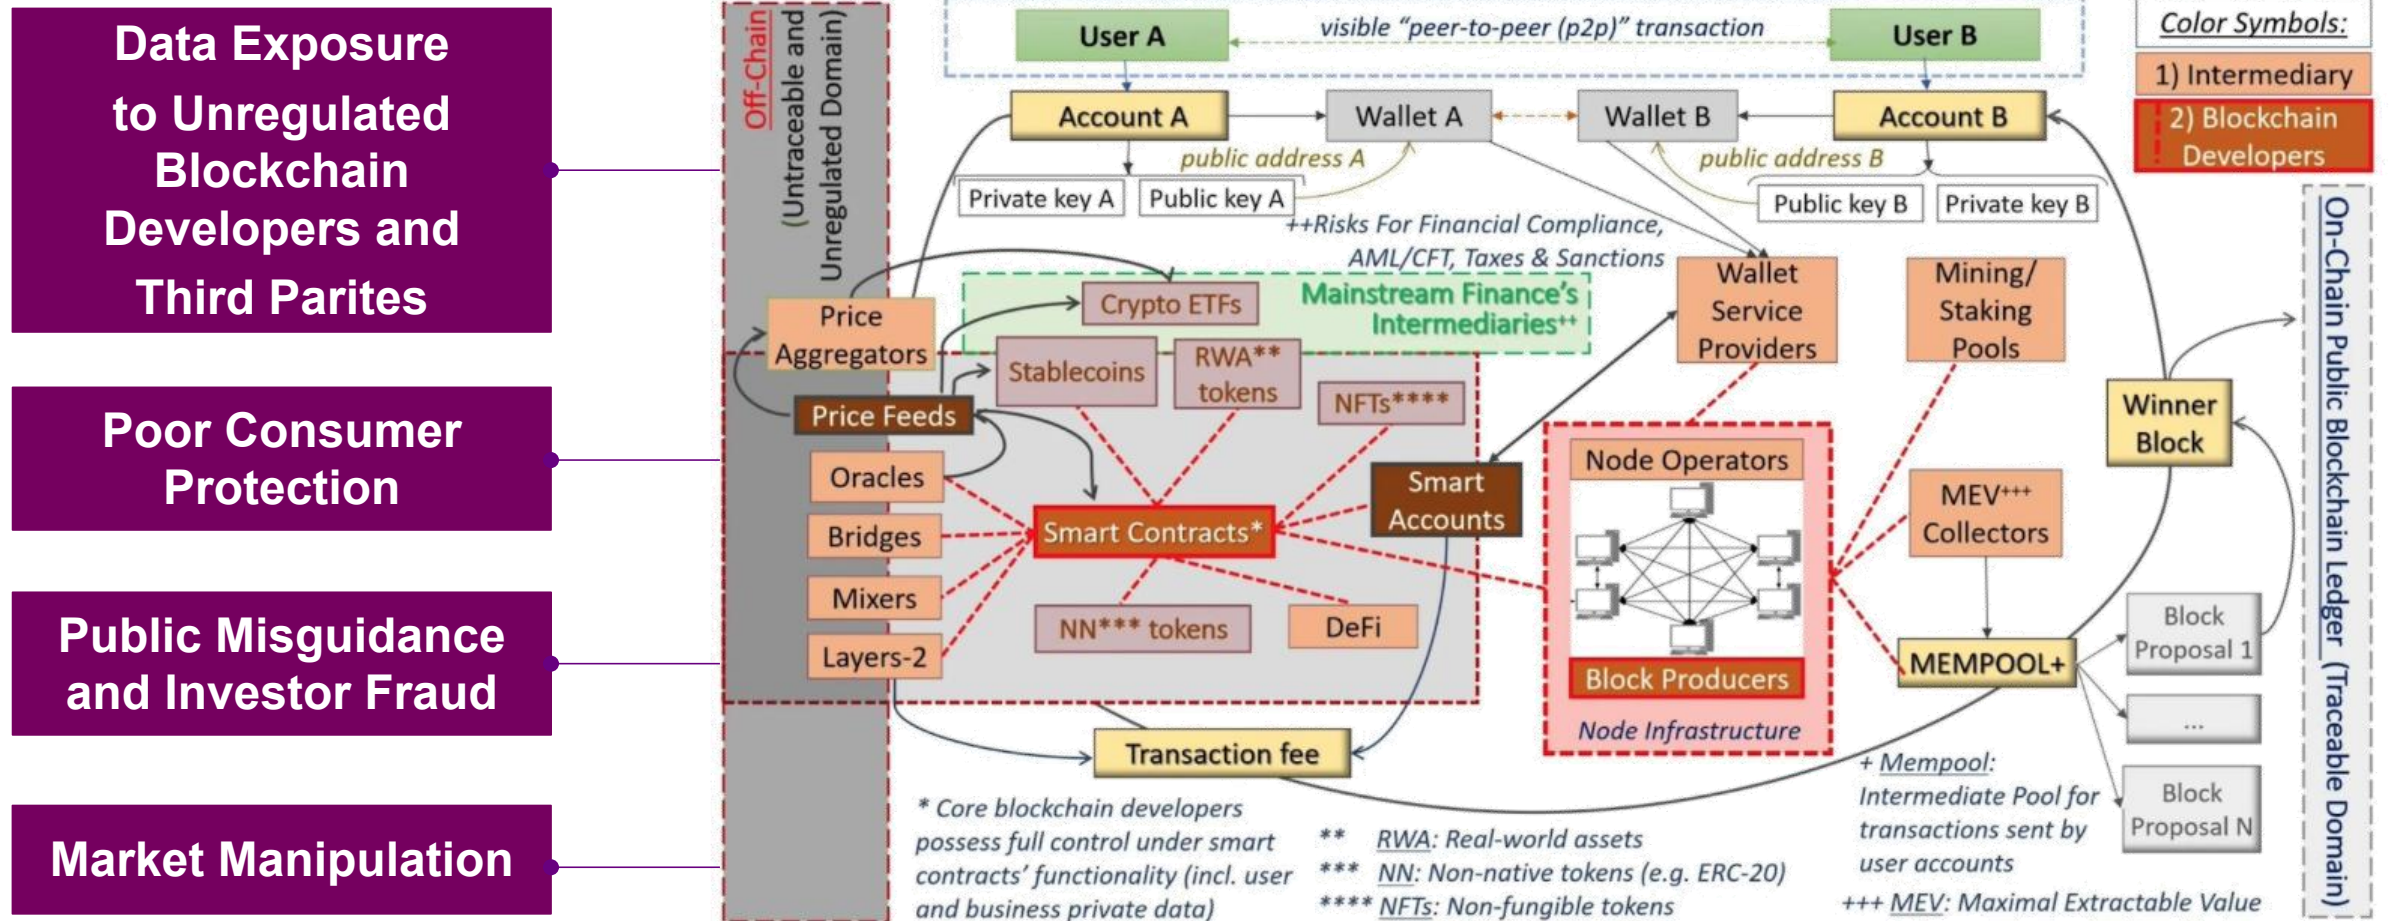 Data Exposure
to Unregulated
Blockchain
Developers and
Third Parites
Poor Consumer
Protection
Public Misguidance
and Investor Fraud
Market Manipulation
Off-Chain
(Untraceable and
Unregulated Domain)
User A
visible “peer-to-peer (p2p)” transaction
User B
Account A
Wallet A
Wallet B
Account B
public address A
public address B
Private key A
Public key A
Public key B
Private key B
++Risks For Financial Compliance,
AML/CFT, Taxes & Sanctions
Mainstream Finance’s
Intermediaries++
Crypto ETFs
Price
Aggregators
Price Feeds
Stablecoins
RWA**
tokens
NFTs****
Oracles
Bridges
Mixers
Layers-2
Smart Contracts*
Smart
Accounts
NN*** tokens
DeFi
Transaction fee
Wallet
Service
Providers
Mining/
Staking
Pools
Node Operators
Block Producers
Node Infrastructure
MEV+++
Collectors
MEMPOOL+
Winner
Block
Block
Proposal 1
...
Block
Proposal N
Color Symbols:
1) Intermediary
2) Blockchain
Developers
On-Chain Public Blockchain Ledger (Traceable Domain)
* Core blockchain developers
possess full control under smart
contracts’ functionality (incl. user
and business private data)
** RWA: Real-world assets
*** NN: Non-native tokens (e.g. ERC-20)
**** NFTs: Non-fungible tokens
+ Mempool:
Intermediate Pool for
transactions sent by
user accounts
+++ MEV: Maximal Extractable Value